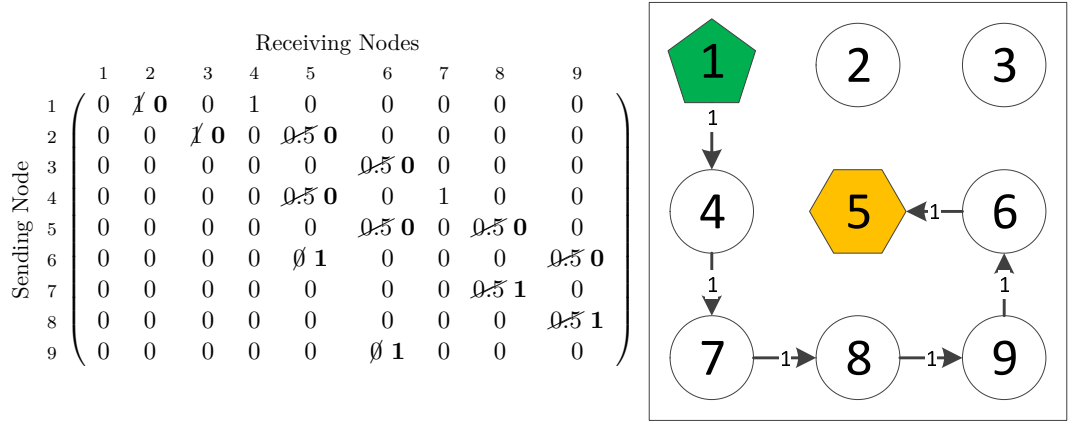 Receiving Nodes
1 2 3 4 5 6 7 8 9
Sending Node
1 0 1 0 0 1 0 0 0 0 0
2 0 0 1 0 0 0.5 0 0 0 0 0
3 0 0 0 0 0 0.5 0 0 0 0
4 0 0 0 0 0.5 0 0 1 0 0
5 0 0 0 0 0 0.5 0 0 0.5 0 0
6 0 0 0 0 0 1 0 0 0 0.5 0
7 0 0 0 0 0 0 0 0.5 1 0
8 0 0 0 0 0 0 0 0 0.5 1
9 0 0 0 0 0 0 1 0 0 0
1 2 3
1
4 5 1 6
1 1
7 1 8 1 9